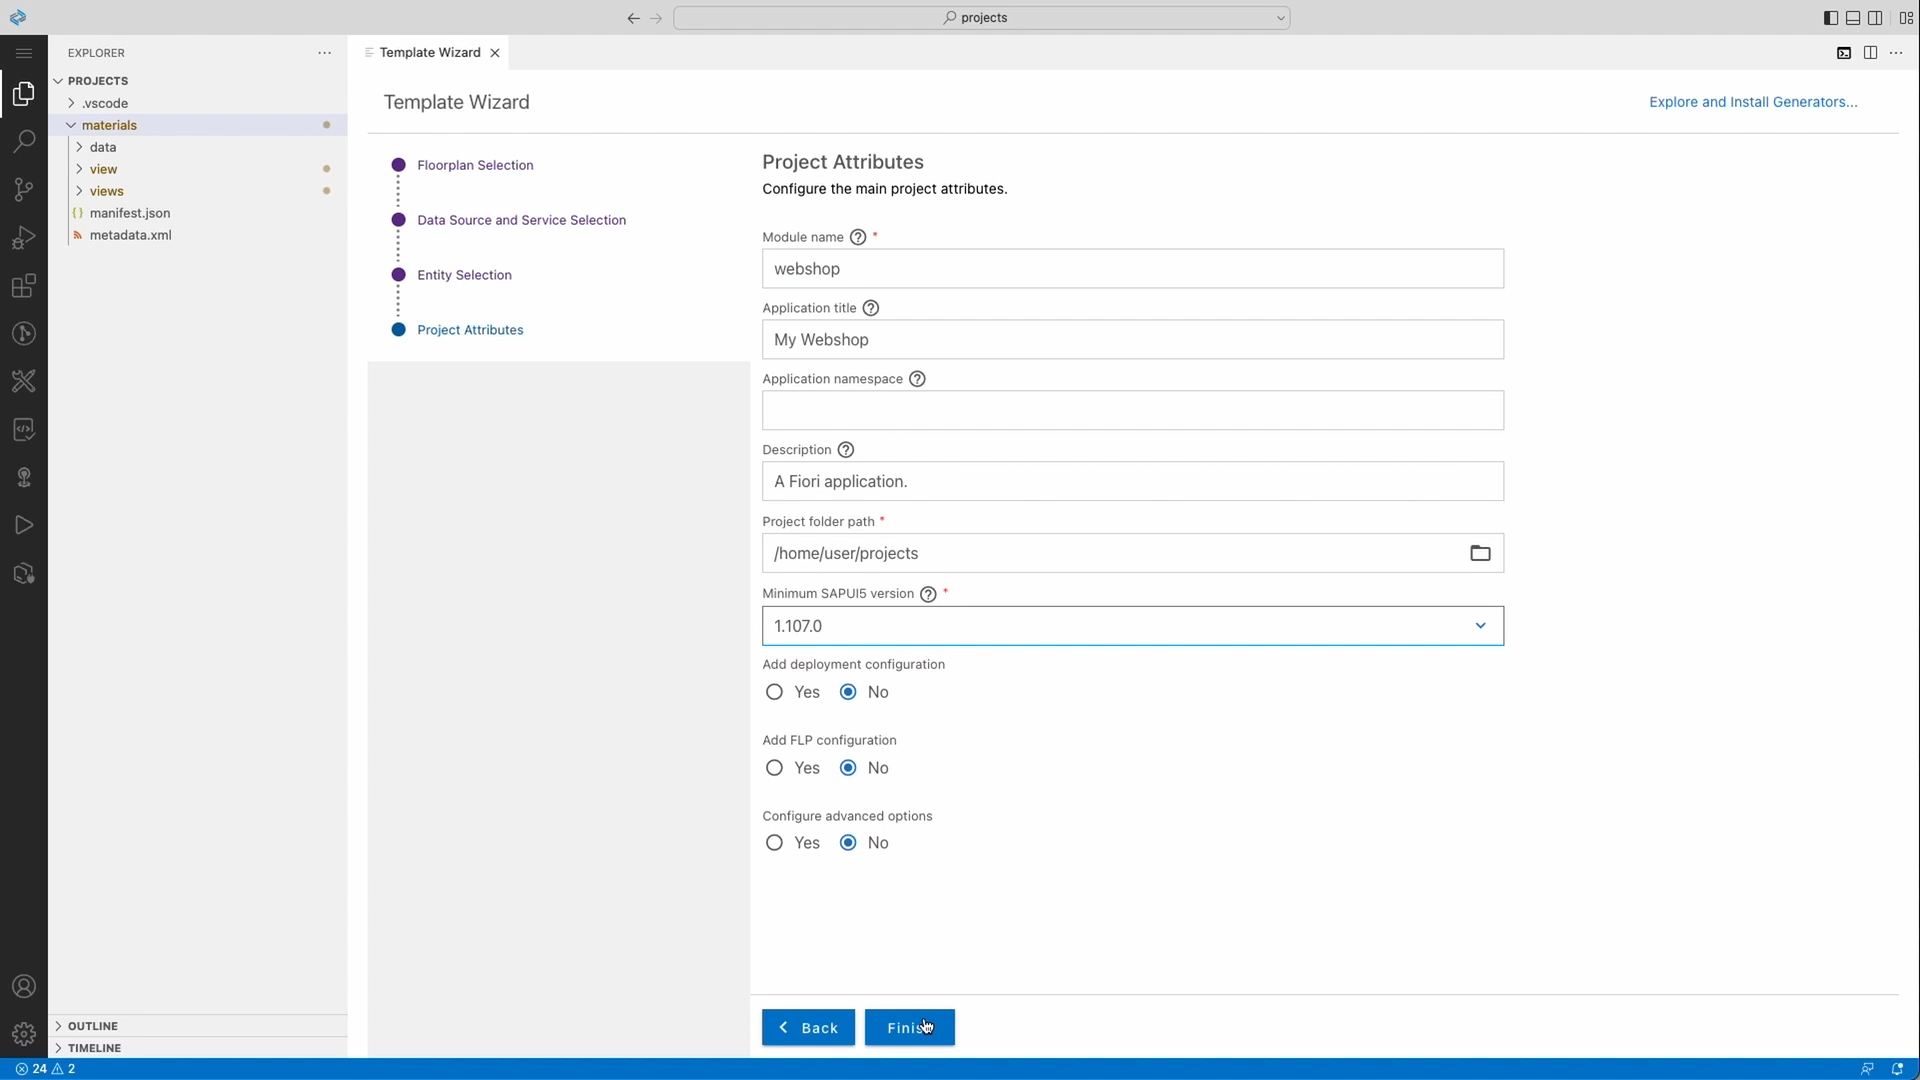 projects
EXPLORER
Template Wizard
PROJECTS
.vscode
materials
data
view
views
manifest.json
metadata.xml
OUTLINE
TIMELINE
Template Wizard
Explore and Install Generators...
Floorplan Selection
Data Source and Service Selection
Entity Selection
Project Attributes
Project Attributes
Configure the main project attributes.
Module name *
webshop
Application title
My Webshop
Application namespace
Description
A Fiori application.
Project folder path *
/home/user/projects
Minimum SAPUI5 version *
1.107.0
Add deployment configuration
Yes No
Add FLP configuration
Yes No
Configure advanced options
Yes No
Back Finish
24 2